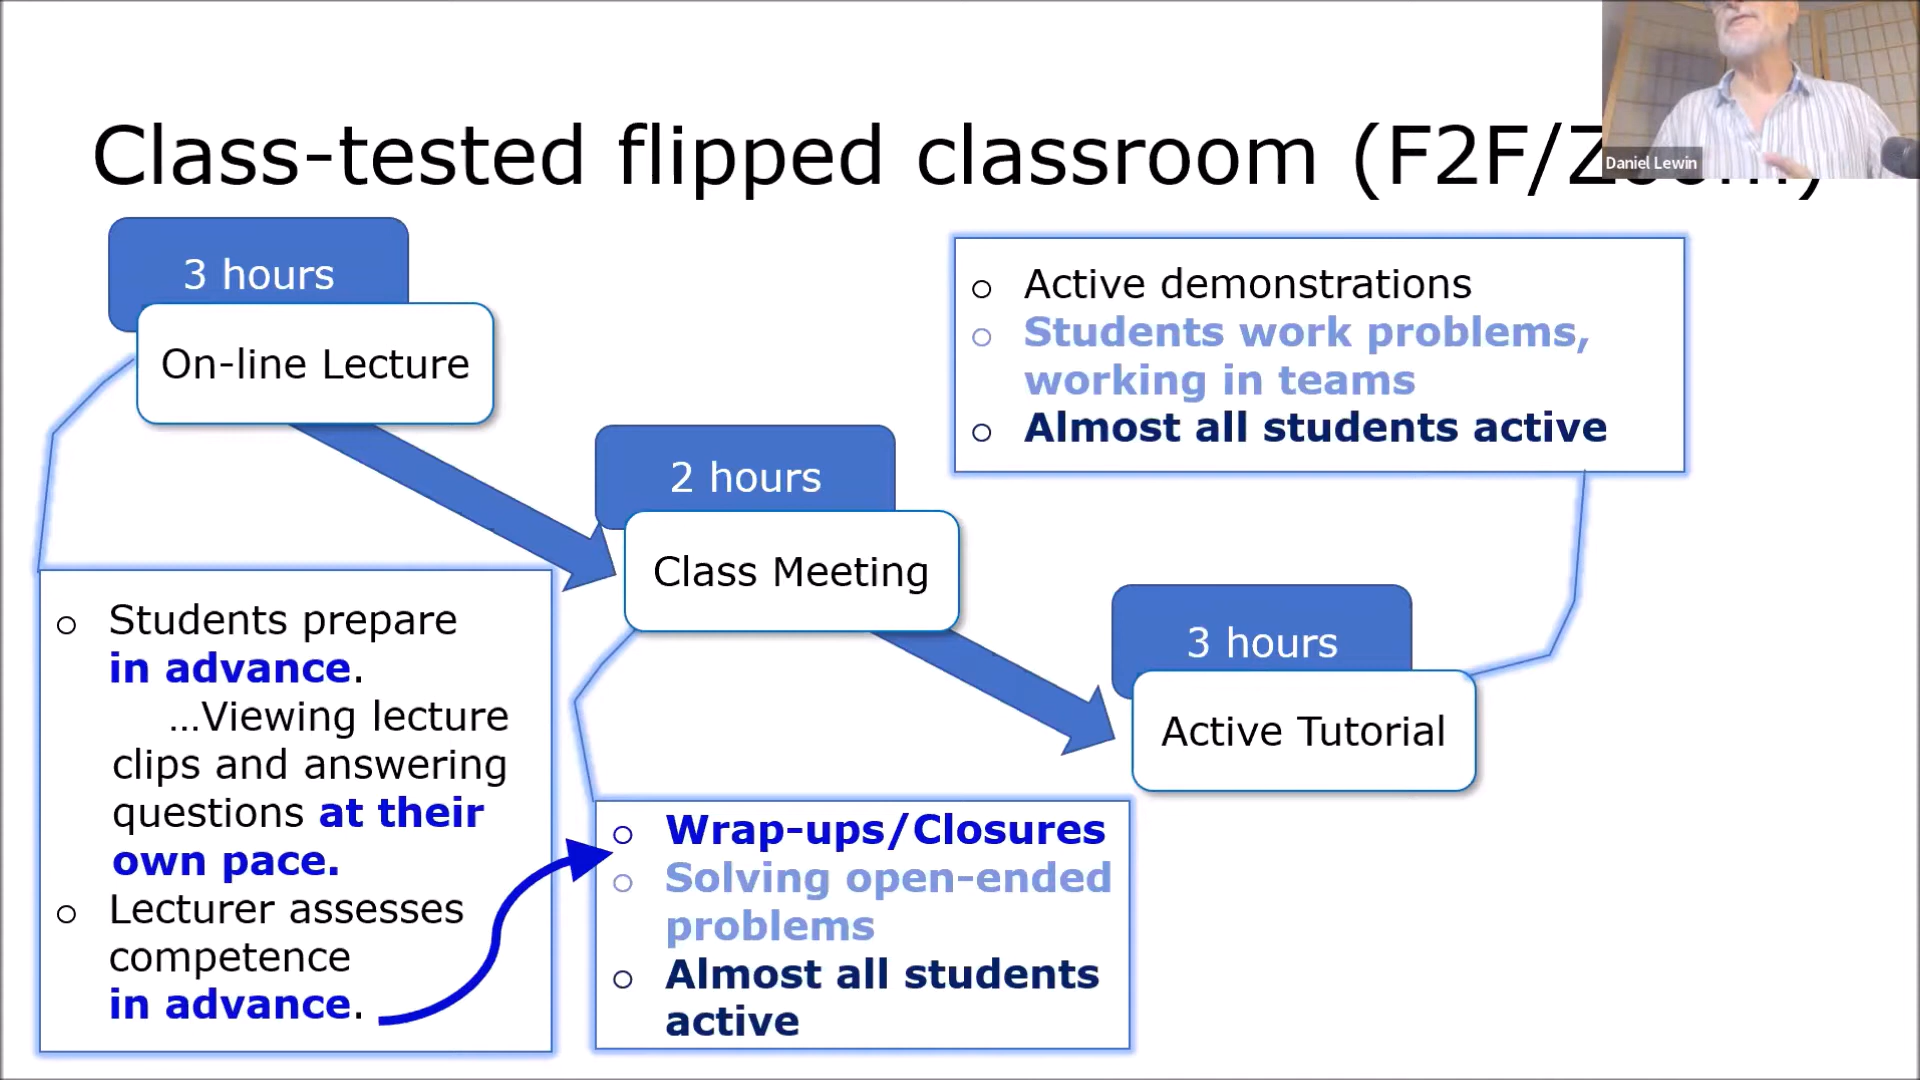 Class-tested flipped classroom (F2F/Zoom)
Daniel Lewin
3 hours
On-line Lecture
○ Students prepare
in advance.
...Viewing lecture
clips and answering
questions at their
own pace.
○ Lecturer assesses
competence
in advance.
2 hours
Class Meeting
○ Wrap-ups/Closures
○ Solving open-ended
problems
○ Almost all students
active
3 hours
Active Tutorial
○ Active demonstrations
○ Students work problems,
working in teams
○ Almost all students active